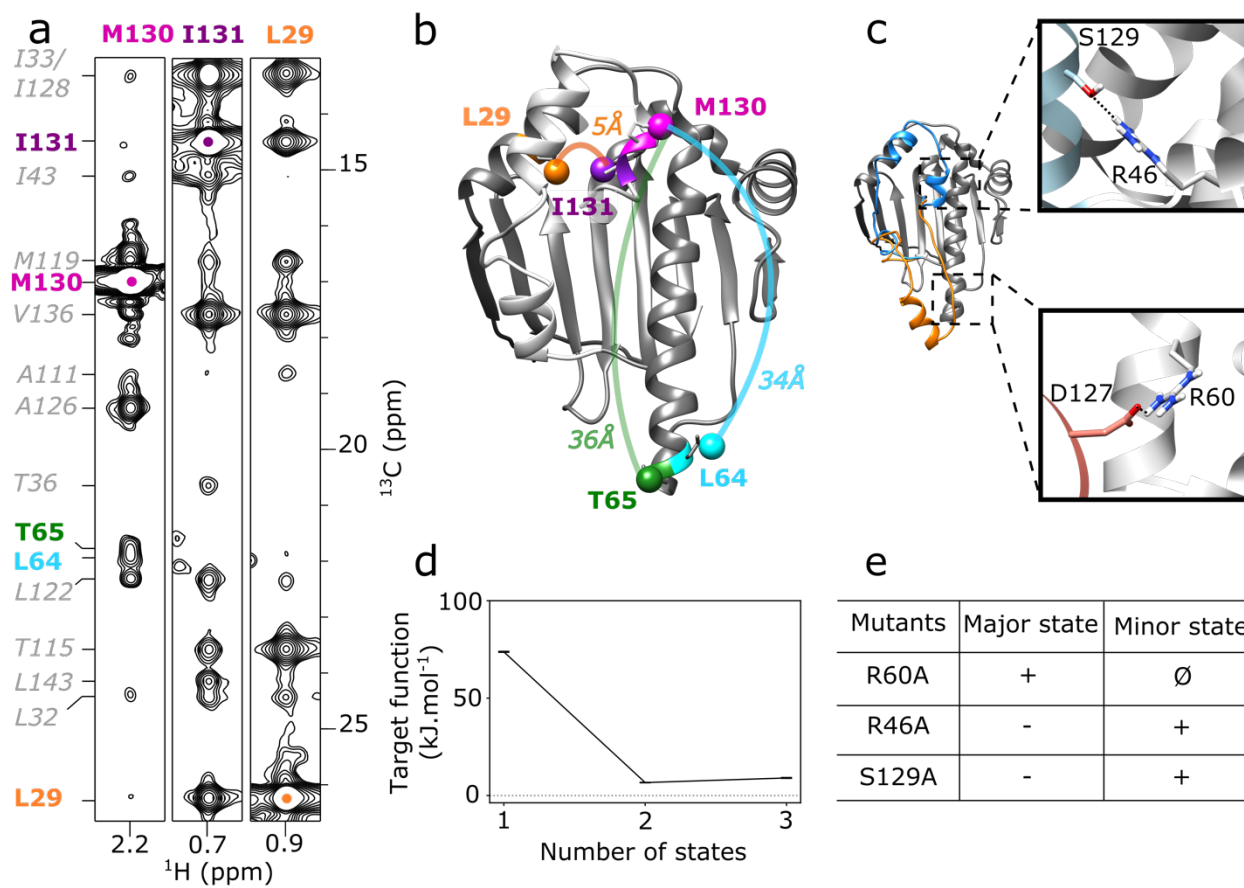 a
M130 I131 L29
I33/
I128
I131
I43
M119
M130
V136
A111
A126
T36
T65
L64
L122
T115
L143
L32
L29
15
20
25
¹³C (ppm)
2.2 0.7 0.9
¹H (ppm)
b
L29
5Å
M130
I131
36Å
34Å
L64
T65
c
S129
R46
D127
R60
d
Target function
(kJ.mol⁻¹)
100
50
0
1 2 3
Number of states
e
Mutants Major state Minor state
R60A + Ø
R46A - +
S129A - +